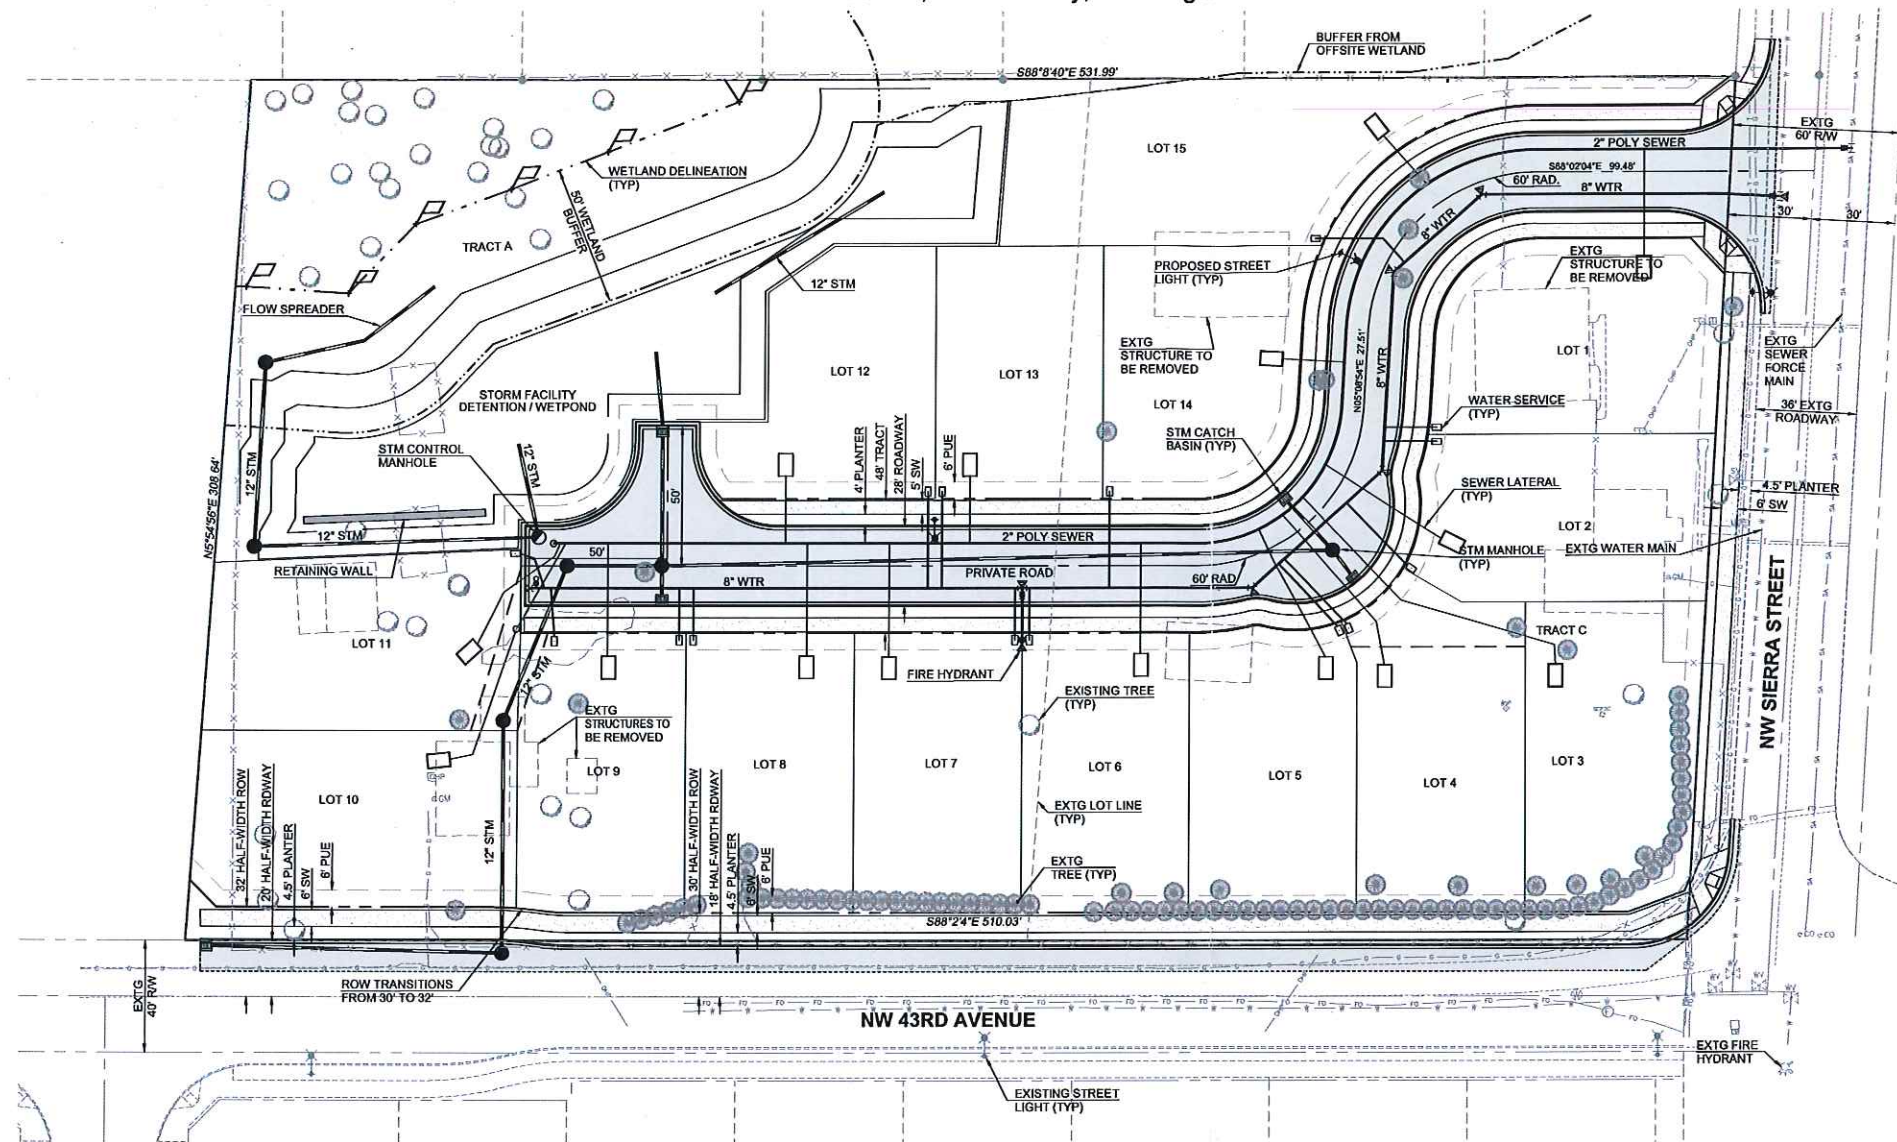 BUFFER FROM
OFFSITE WETLAND
S88°8'40"E 531.99'
EXTG
60' R/W
LOT 15
2" POLY SEWER
S88°02'04"E 99.48'
60' RAD.
8" WTR
30'
30'
WETLAND DELINEATION
(TYP)
50' WETLAND
BUFFER
TRACT A
8" WTR
EXTG
STRUCTURE TO
BE REMOVED
PROPOSED STREET
LIGHT (TYP)
12" STM
FLOW SPREADER
EXTG
STRUCTURE TO
BE REMOVED
N05°08'54"E 27.51'
8" WTR
LOT 1
EXTG
SEWER
FORCE
MAIN
LOT 12
LOT 13
LOT 14
STORM FACILITY
DETENTION / WETPOND
WATER SERVICE
(TYP)
36' EXTG
ROADWAY
STM CATCH
BASIN (TYP)
STM CONTROL
MANHOLE
12" STM
12" STM
4' PLANTER
48' TRACT
28' ROADWAY
5' SW
6' PUE
50'
SEWER LATERAL
(TYP)
4.5' PLANTER
6' SW
N5°54'56"E 308.64'
LOT 2
12" STM
2" POLY SEWER
STM MANHOLE
(TYP)
EXTG WATER MAIN
50'
RETAINING WALL
8" WTR
PRIVATE ROAD
60' RAD
NW SIERRA STREET
LOT 11
TRACT C
12" STM
FIRE HYDRANT
EXISTING TREE
(TYP)
EXTG
STRUCTURES TO
BE REMOVED
LOT 10
LOT 9
LOT 8
LOT 7
LOT 6
LOT 5
LOT 4
LOT 3
12" STM
EXTG LOT LINE
(TYP)
32' HALF-WIDTH ROW
20' HALF-WIDTH RDWAY
4.5' PLANTER
6' SW
6' PUE
30' HALF-WIDTH ROW
18' HALF-WIDTH RDWAY
4.5' PLANTER
6' SW
6' PUE
EXTG
TREE (TYP)
S88°2'4"E 510.03'
EXTG
40' R/W
ROW TRANSITIONS
FROM 30' TO 32'
NW 43RD AVENUE
EXTG FIRE
HYDRANT
EXISTING STREET
LIGHT (TYP)